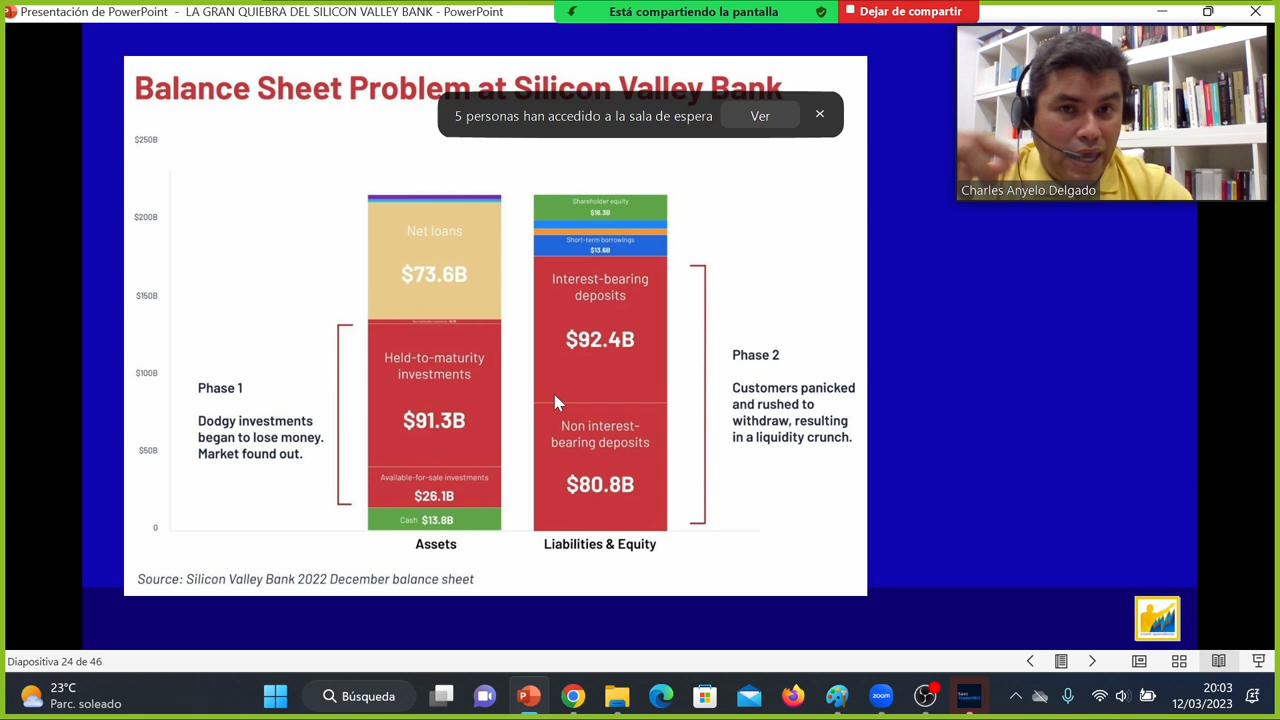 Presentación de PowerPoint - LA GRAN QUIEBRA DEL SILICON VALLEY BANK - PowerPoint
Está compartiendo la pantalla
Dejar de compartir
Balance Sheet Problem at Silicon Valley Bank
5 personas han accedido a la sala de espera
Ver
Charles Anyelo Delgado
$250B
$200B
$150B
$100B
$50B
0
Net loans
$73.6B
Held-to-maturity
investments
$91.3B
Available-for-sale investments
$26.1B
Cash $13.8B
Shareholder equity
$16.3B
Short-term borrowings
$13.6B
Interest-bearing
deposits
$92.4B
Non interest-
bearing deposits
$80.8B
Phase 1
Dodgy investments
began to lose money.
Market found out.
Phase 2
Customers panicked
and rushed to
withdraw, resulting
in a liquidity crunch.
Assets
Liabilities & Equity
Source: Silicon Valley Bank 2022 December balance sheet
Diapositiva 24 de 46
23°C
Parc. soleado
Búsqueda
zoom
20:03
12/03/2023